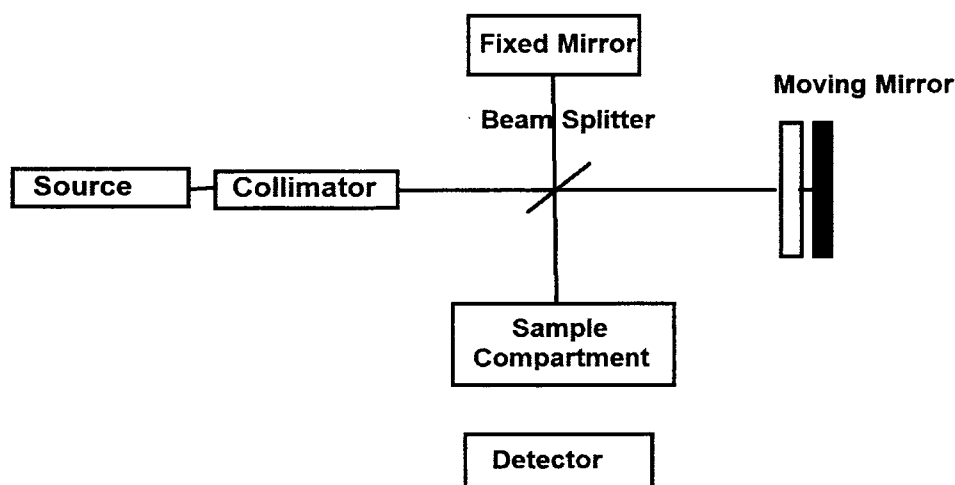 Fixed Mirror
Moving Mirror
Beam Splitter
Source
Collimator
Sample
Compartment
Detector